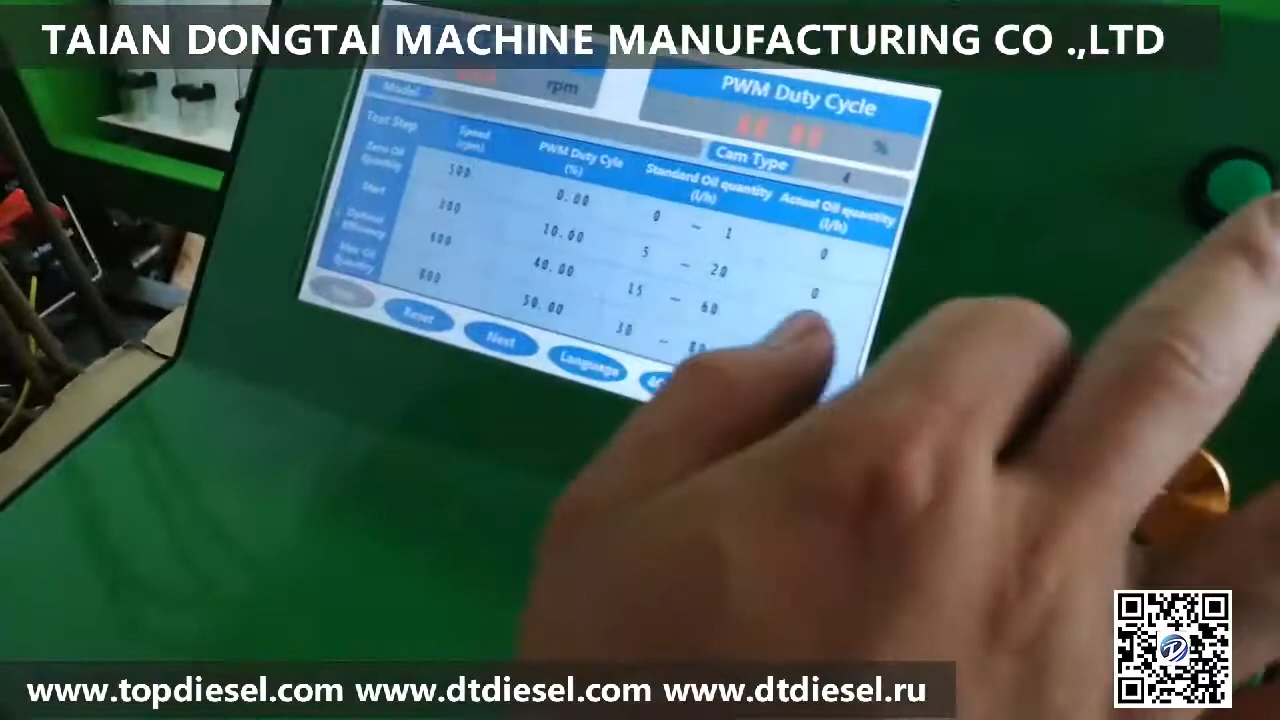 TAIAN DONGTAI MACHINE MANUFACTURING CO .,LTD
rpm
PWM Duty Cycle
%
Model
Cam Type 4
Test Step Speed (rpm) PWM Duty Cyle (%) Standard Oil quantity (l/h) Actual Oil quantity (l/h)
Zero Oil Quantity 500 0.00 0 – 1 0
Start 300 10.00 5 – 20 0
Efficiency 600 40.00 15 – 60
Max Oil Quantity 800 50.00 30 – 80
Reset Next Language
www.topdiesel.com www.dtdiesel.com www.dtdiesel.ru